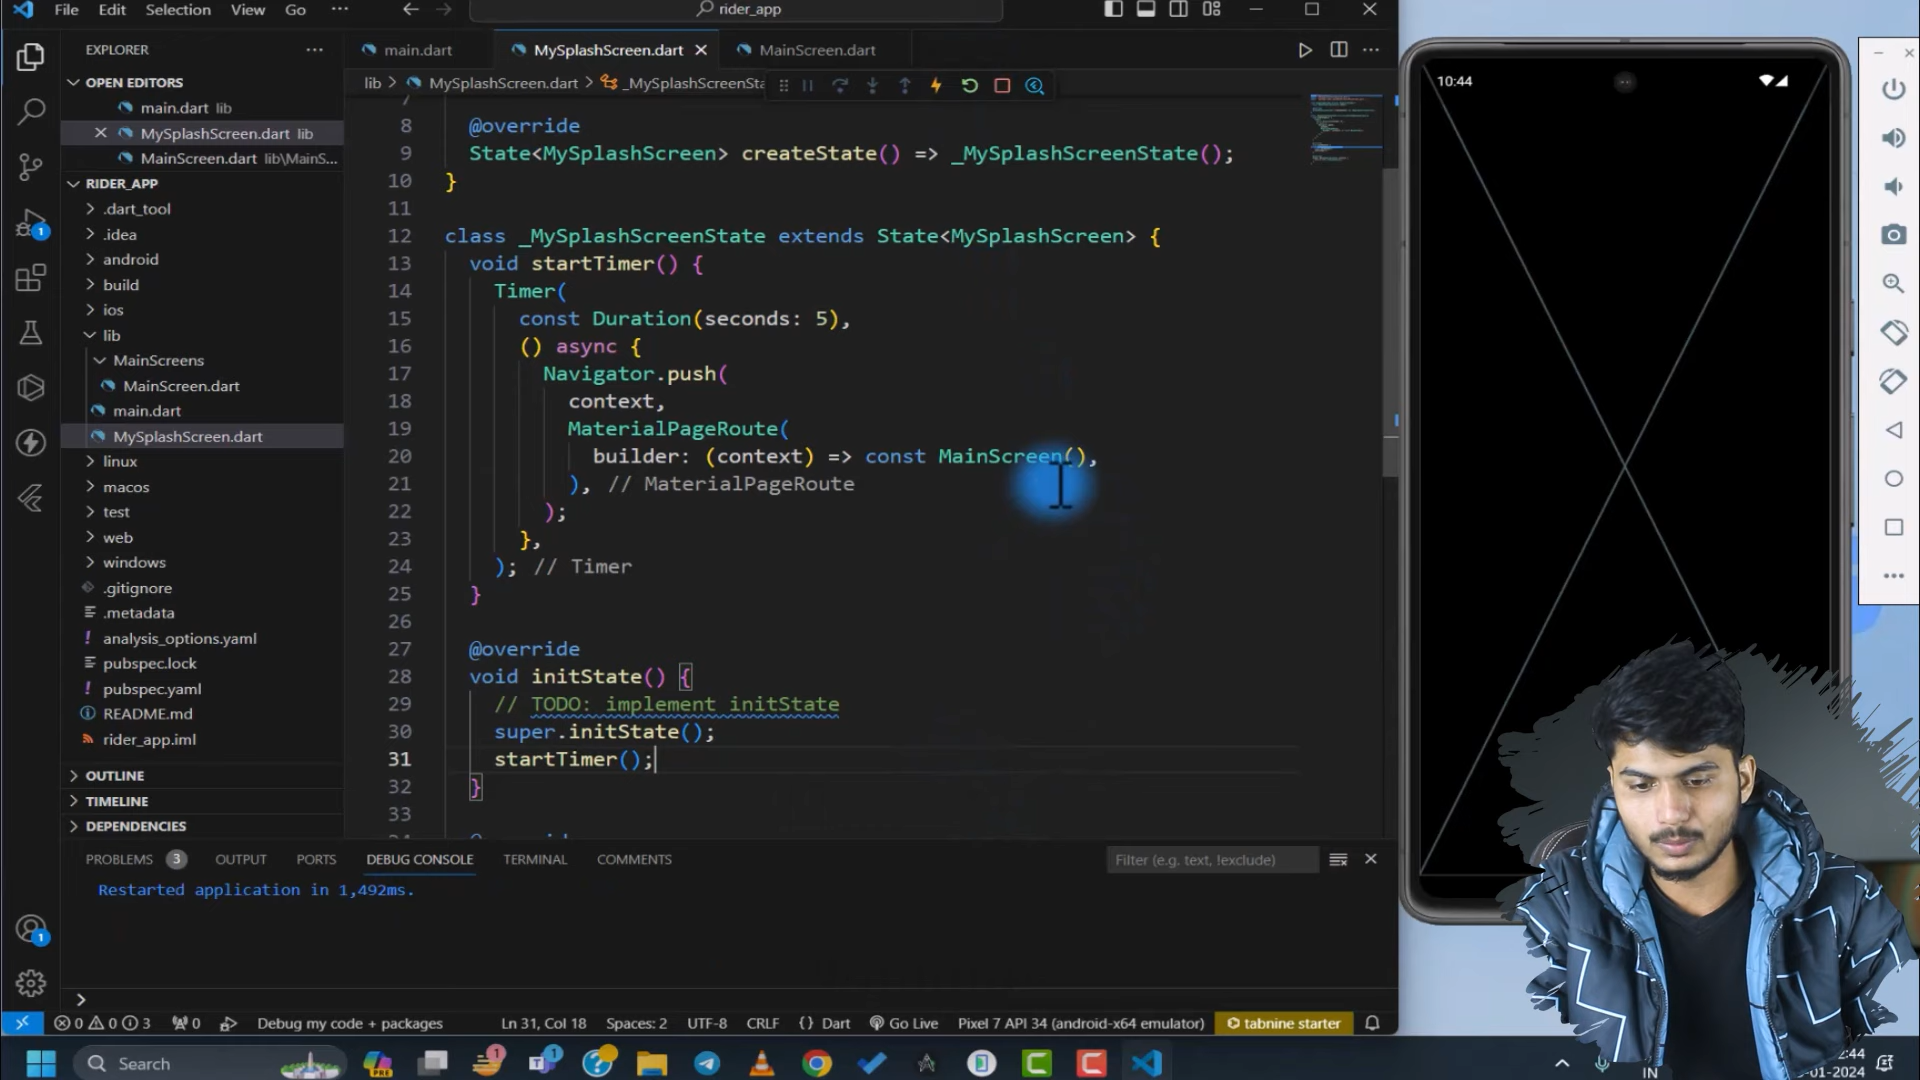 File Edit Selection View Go ··· rider_app
EXPLORER ···
main.dart MySplashScreen.dart MainScreen.dart
OPEN EDITORS
main.dart lib
MySplashScreen.dart lib
MainScreen.dart lib\MainS...
RIDER_APP
.dart_tool
.idea
android
build
ios
lib
MainScreens
MainScreen.dart
main.dart
MySplashScreen.dart
linux
macos
test
web
windows
.gitignore
.metadata
analysis_options.yaml
pubspec.lock
pubspec.yaml
README.md
rider_app.iml
OUTLINE
TIMELINE
DEPENDENCIES
lib > MySplashScreen.dart > _MySplashScreenSta
7
8 @override
9 State<MySplashScreen> createState() => _MySplashScreenState();
10 }
11
12 class _MySplashScreenState extends State<MySplashScreen> {
13 void startTimer() {
14 Timer(
15 const Duration(seconds: 5),
16 () async {
17 Navigator.push(
18 context,
19 MaterialPageRoute(
20 builder: (context) => const MainScreen(),
21 ), // MaterialPageRoute
22 );
23 },
24 ); // Timer
25 }
26
27 @override
28 void initState() {
29 // TODO: implement initState
30 super.initState();
31 startTimer();
32 }
33
PROBLEMS 3 OUTPUT PORTS DEBUG CONSOLE TERMINAL COMMENTS Filter (e.g. text, !exclude)
Restarted application in 1,492ms.
>
0 0 3 0 Debug my code + packages Ln 31, Col 18 Spaces: 2 UTF-8 CRLF {} Dart Go Live Pixel 7 API 34 (android-x64 emulator) tabnine starter
10:44
Search
PRE
IN
2:44
-01-2024